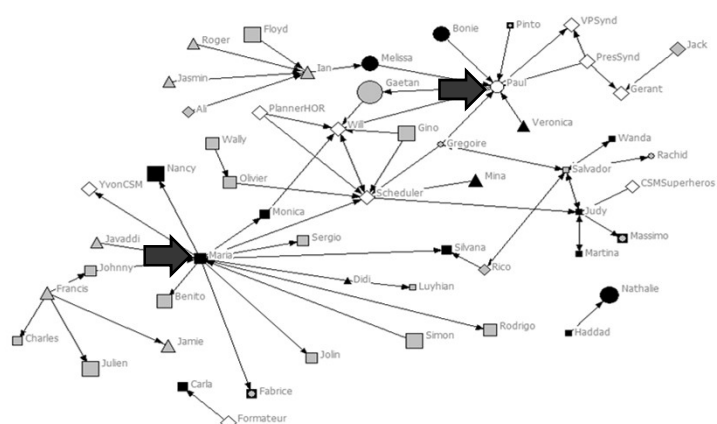 Floyd
Bonie
Pinto
VPSynd
Roger
Jack
Ian
Melissa
PresSynd
Jasmin
Gaetan
Paul
Gerant
Ali
PlannerHOR
Will
Gino
Veronica
Wanda
Wally
Gregoire
Rachid
Nancy
Salvador
YvonCSM
Olivier
Mina
CSMSuperheros
Scheduler
Monica
Judy
Javaddi
Sergio
Massimo
Maria
Silvana
Martina
Johnny
Rico
Francis
Didi
Luyhian
Nathalie
Benito
Rodrigo
Haddad
Charles
Simon
Jamie
Jolin
Julien
Carla
Fabrice
Formateur